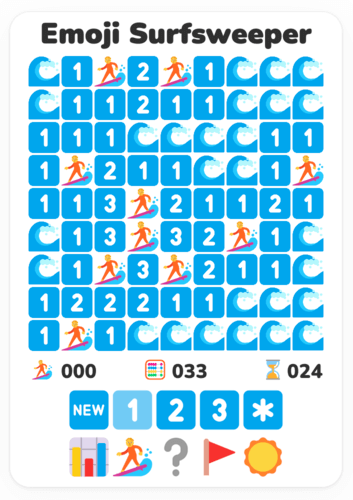 Emoji Surfsweeper
1 2 1
1 1 2 1 1
1 1 1 1 1
1 2 1 1 1
1 1 3 2 1 1 2 1
1 3 3 2 1
1 3 2 1 1
1 2 2 2 1 1
1 1
000 033 024
NEW 1 2 3 *
?